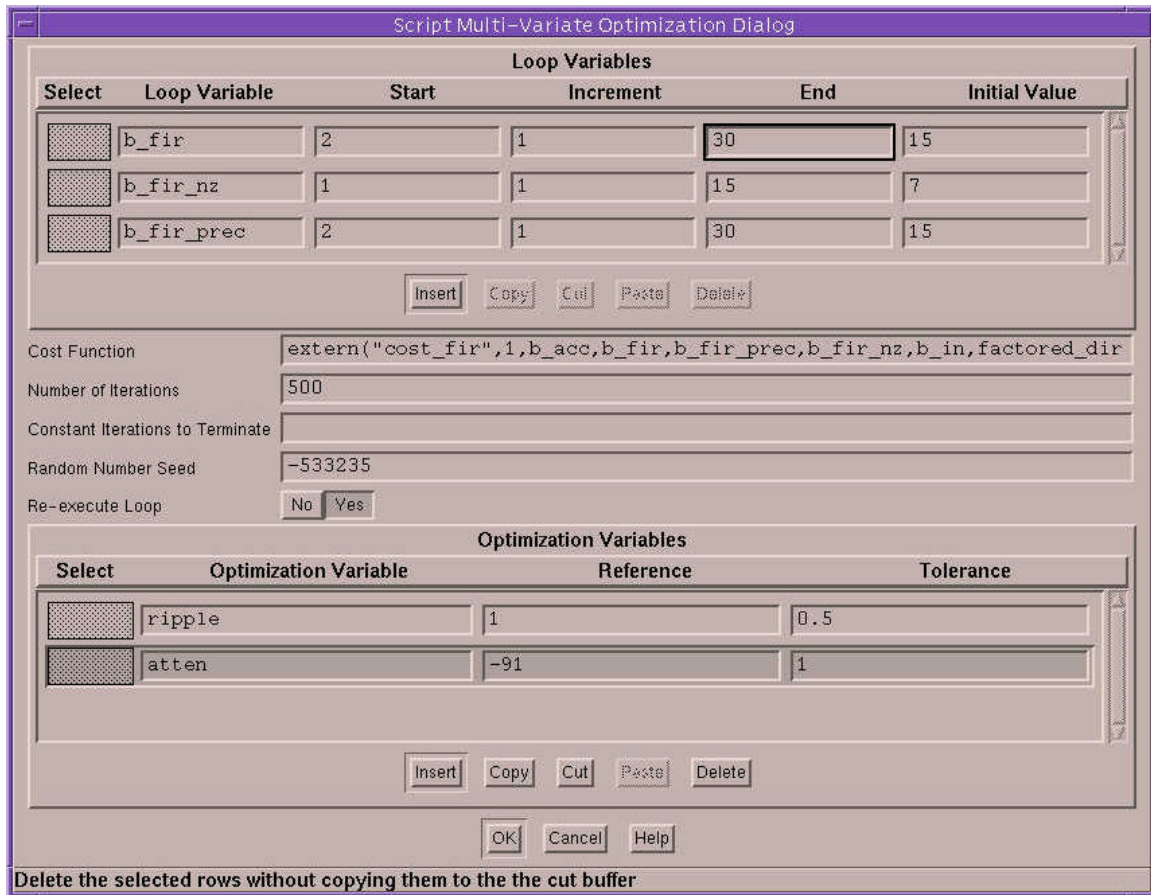 Script Multi-Variate Optimization Dialog
Loop Variables
Select Loop Variable Start Increment End Initial Value
b_fir 2 1 30 15
b_fir_nz 1 1 15 7
b_fir_prec 2 1 30 15
Insert Copy Cut Paste Delete
Cost Function extern("cost_fir",1,b_acc,b_fir,b_fir_prec,b_fir_nz,b_in,factored_dir
Number of Iterations 500
Constant Iterations to Terminate
Random Number Seed -533235
Re-execute Loop No Yes
Optimization Variables
Select Optimization Variable Reference Tolerance
ripple 1 0.5
atten -91 1
Insert Copy Cut Paste Delete
OK Cancel Help
Delete the selected rows without copying them to the the cut buffer